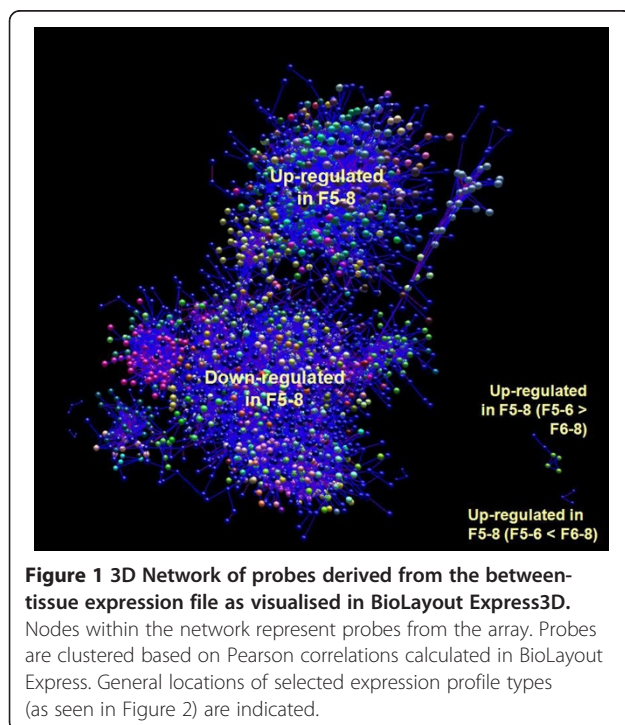 Up-regulated
in F5-8
Down-regulated
in F5-8
Up-regulated
in F5-8 (F5-6 >
F6-8)
Up-regulated in
F5-8 (F5-6 < F6-8)
Figure 1 3D Network of probes derived from the between-
tissue expression file as visualised in BioLayout Express3D.
Nodes within the network represent probes from the array. Probes
are clustered based on Pearson correlations calculated in BioLayout
Express. General locations of selected expression profile types
(as seen in Figure 2) are indicated.